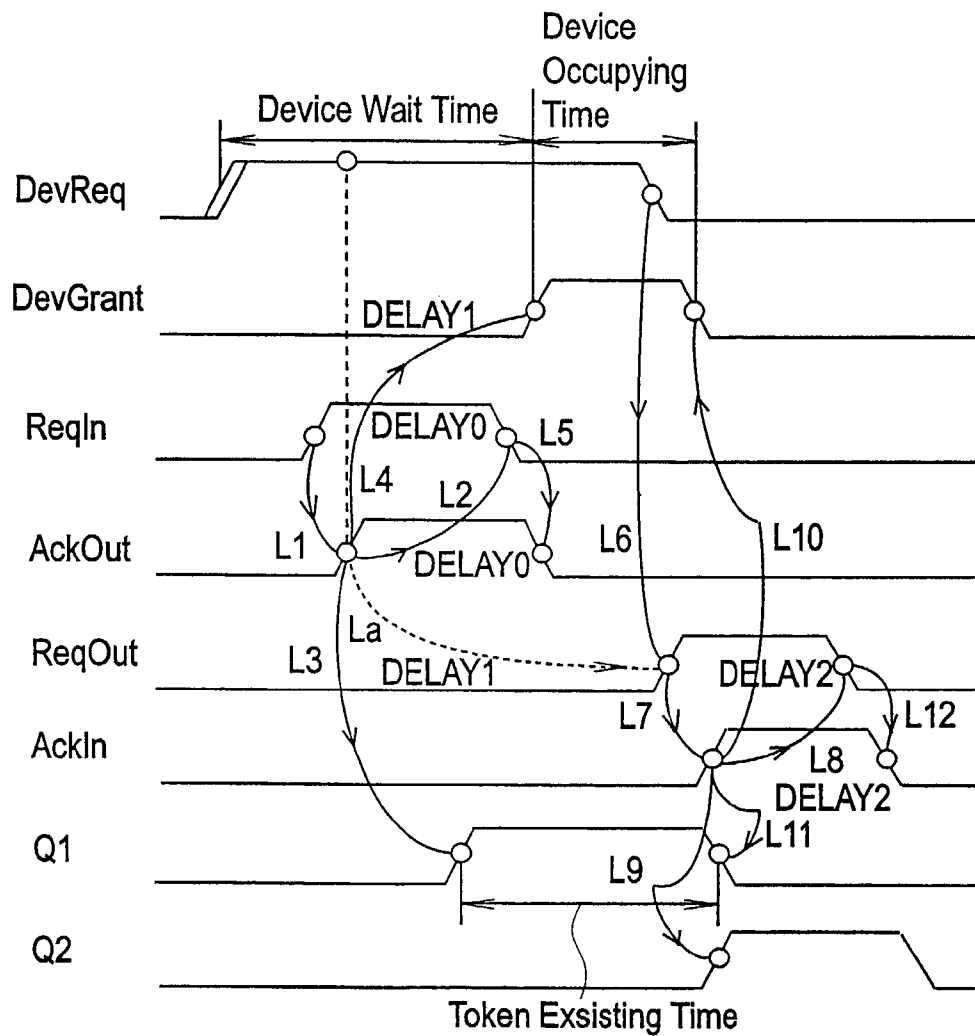 Device
Occupying
Time
Device Wait Time
DevReq
DevGrant
DELAY1
ReqIn
DELAY0
L5
L4
L2
AckOut
L1
DELAY0
L6
L10
La
ReqOut
L3
DELAY1
DELAY2
L7
L12
AckIn
L8
DELAY2
Q1
L11
L9
Q2
Token Exsisting Time